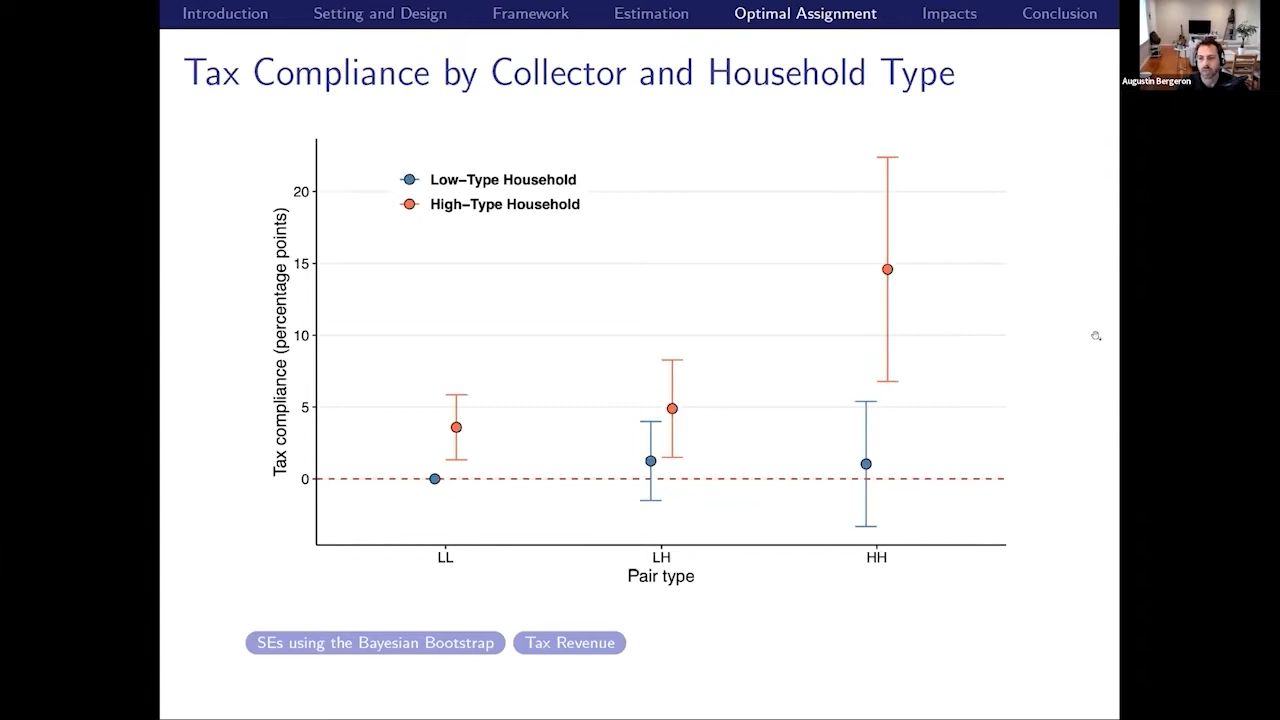 Introduction Setting and Design Framework Estimation Optimal Assignment Impacts Conclusion
Augustin Bergeron
Tax Compliance by Collector and Household Type
Low−Type Household
High−Type Household
Tax compliance (percentage points)
20
15
10
5
0
LL LH HH
Pair type
SEs using the Bayesian Bootstrap Tax Revenue